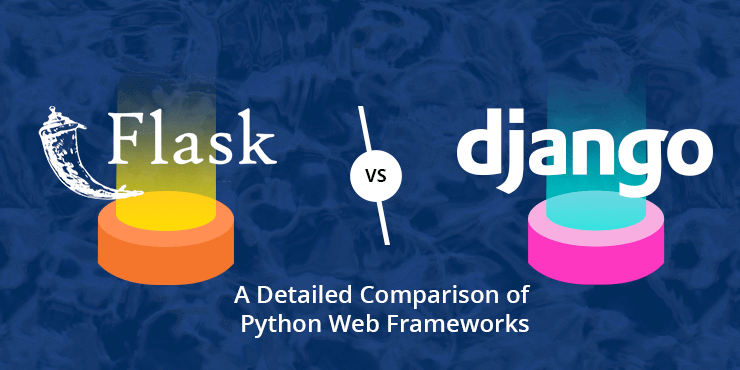 Flask
VS
django
A Detailed Comparison of
Python Web Frameworks